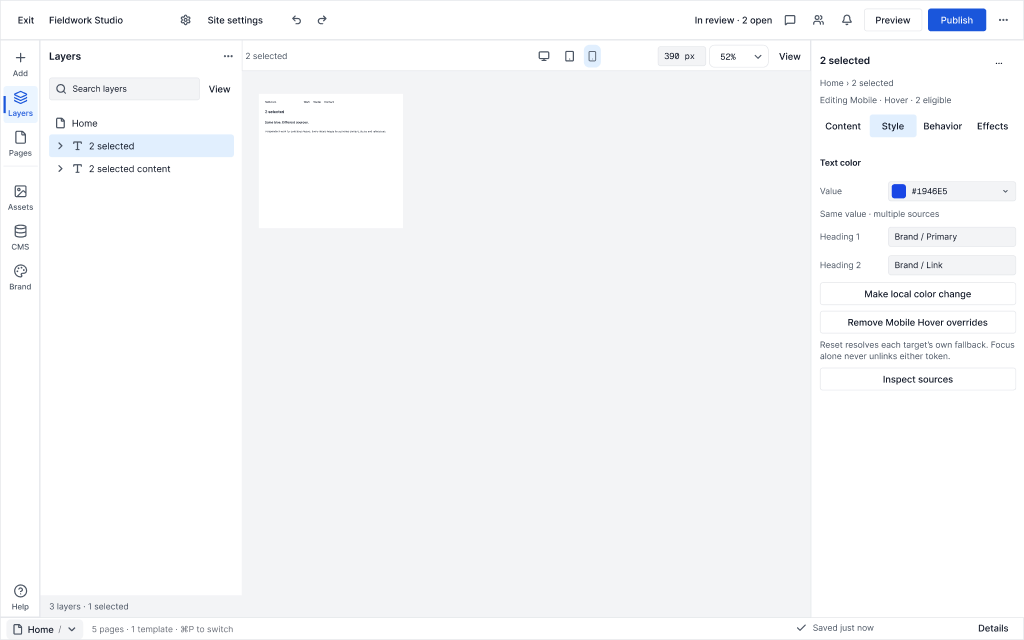 Exit
Fieldwork Studio
Site settings
In review · 2 open
Preview
Publish
Add
Layers
Pages
Assets
CMS
Brand
Help
Layers
Search layers
View
Home
2 selected
2 selected content
3 layers · 1 selected
2 selected
390 px
52%
View
2 selected
2 selected
Home › 2 selected
Editing Mobile · Hover · 2 eligible
Content
Style
Behavior
Effects
Text color
Value
#1946E5
Same value · multiple sources
Heading 1
Brand / Primary
Heading 2
Brand / Link
Make local color change
Remove Mobile Hover overrides
Reset resolves each target's own fallback. Focus
alone never unlinks either token.
Inspect sources
Home /
5 pages · 1 template · ⌘P to switch
Saved just now
Details